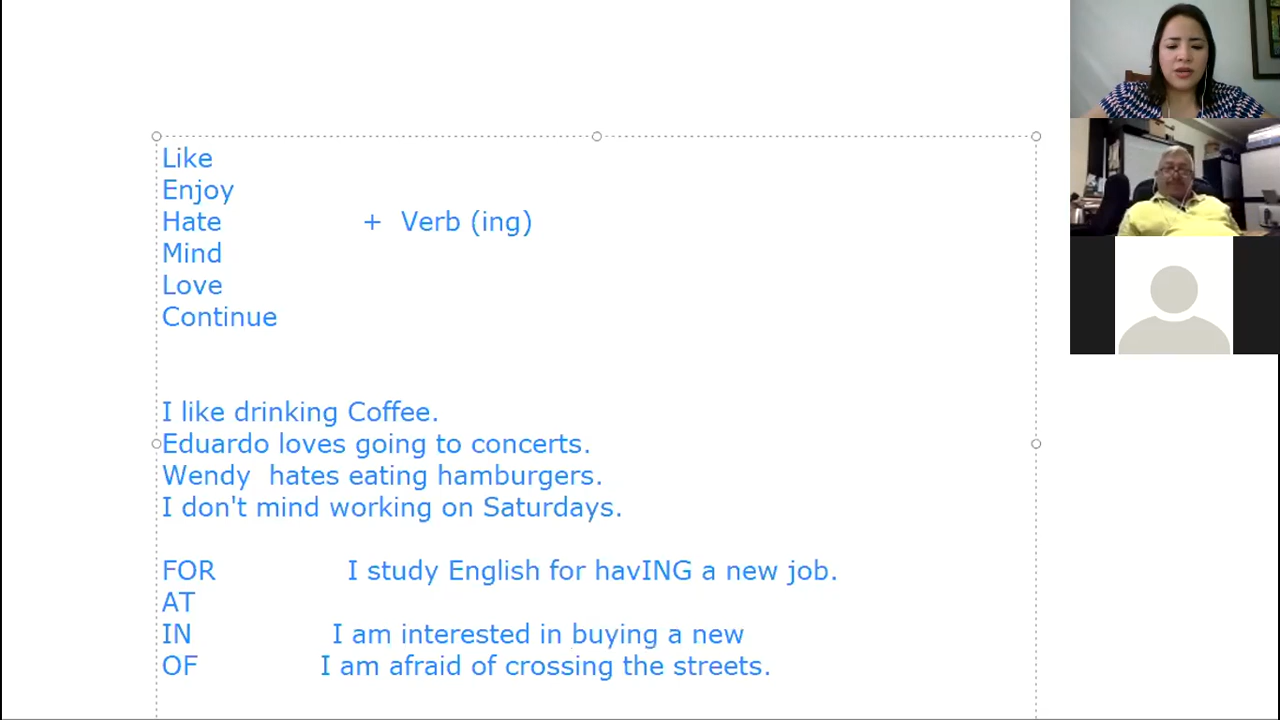 Like
Enjoy
Hate + Verb (ing)
Mind
Love
Continue
I like drinking Coffee.
Eduardo loves going to concerts.
Wendy hates eating hamburgers.
I don't mind working on Saturdays.
FOR I study English for havING a new job.
AT
IN I am interested in buying a new
OF I am afraid of crossing the streets.